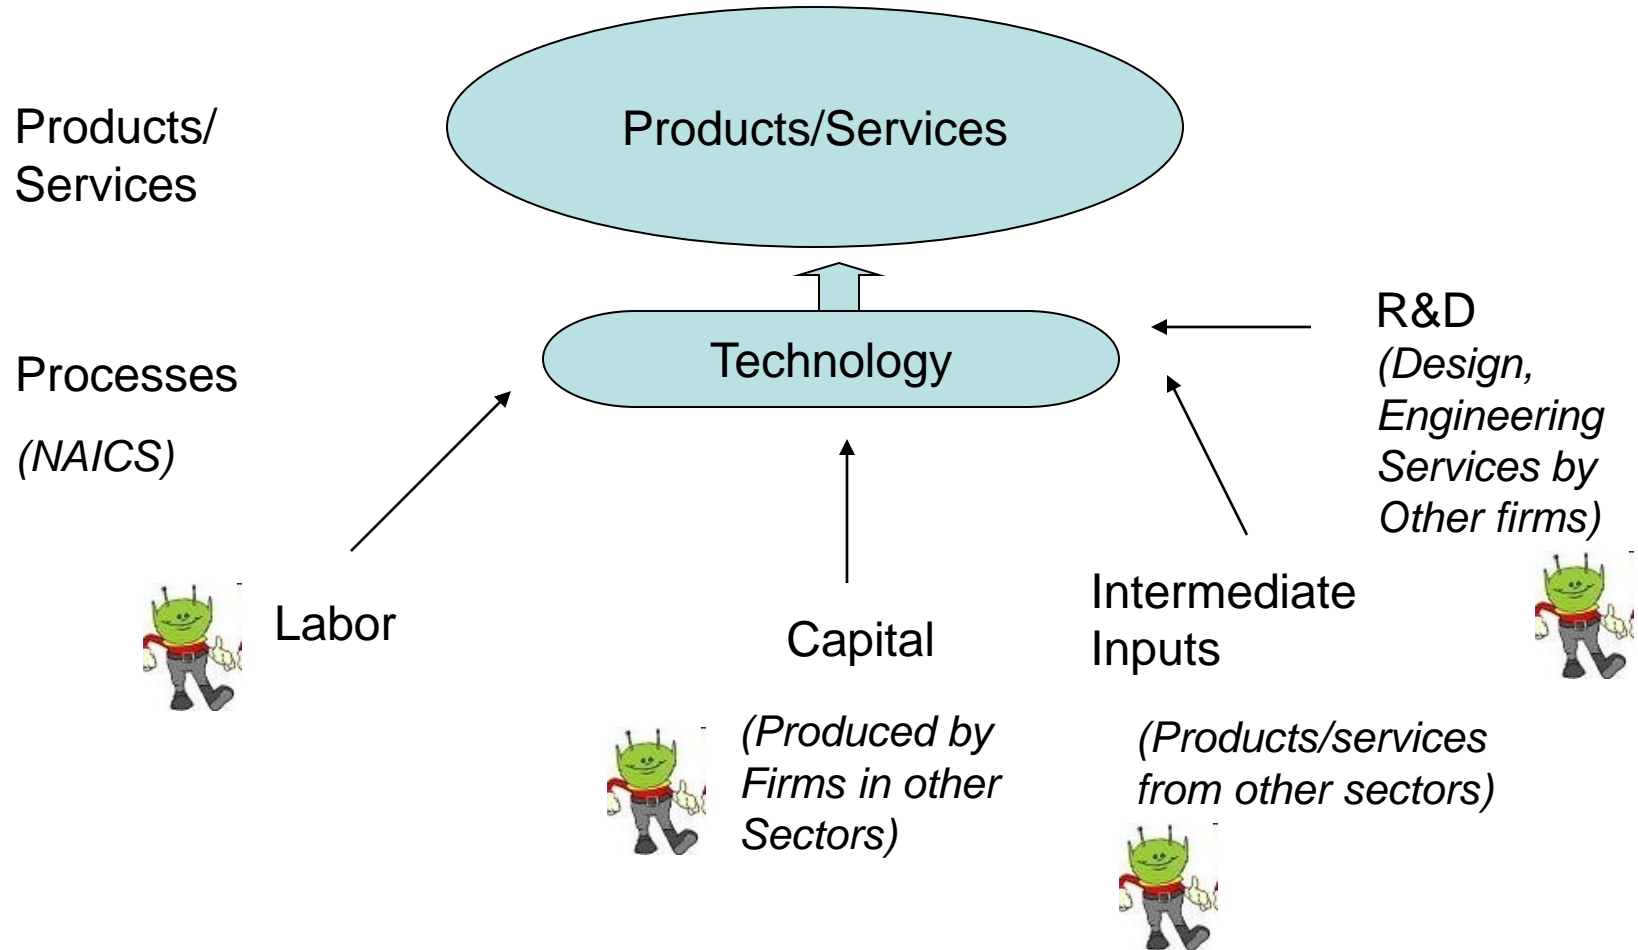 Products/
Services
Products/Services
Technology
Processes
(NAICS)
R&D
(Design,
Engineering
Services by
Other firms)
Labor
Capital
(Produced by
Firms in other
Sectors)
Intermediate
Inputs
(Products/services
from other sectors)